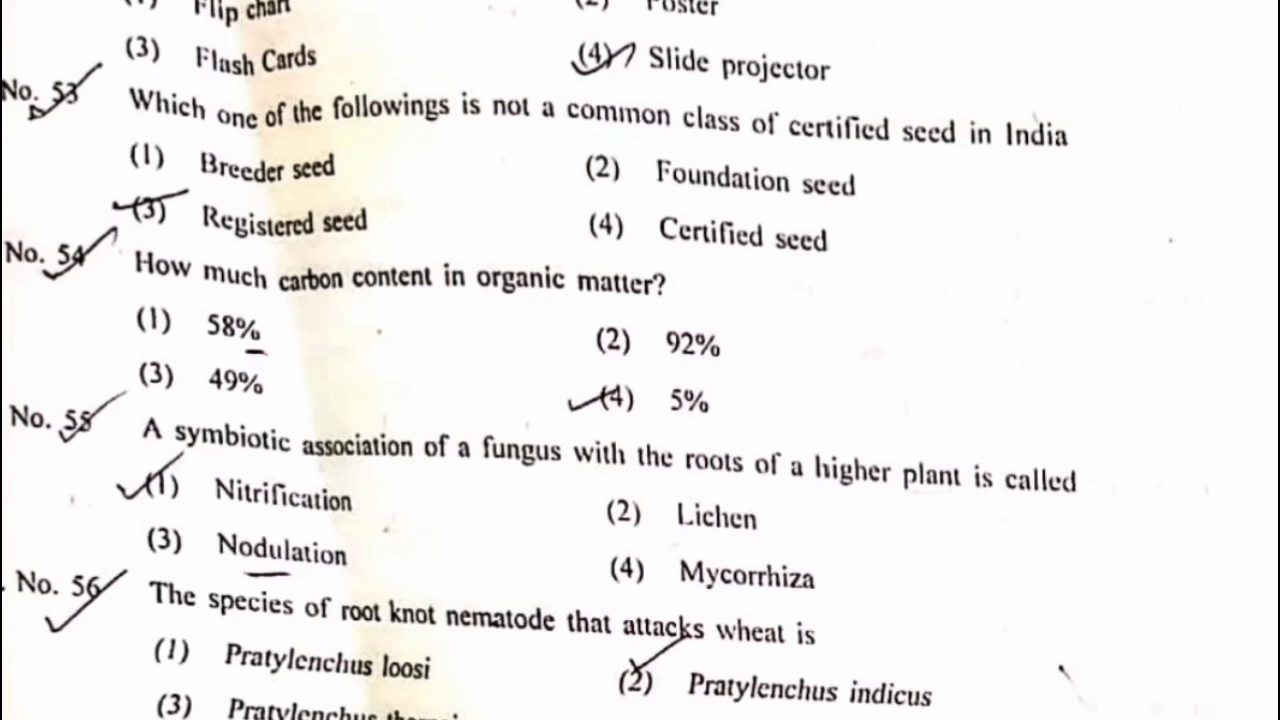 Flip chart (2) Poster
(3) Flash Cards (4) Slide projector
No. 53 Which one of the followings is not a common class of certified seed in India
(1) Breeder seed (2) Foundation seed
(3) Registered seed (4) Certified seed
No. 54 How much carbon content in organic matter?
(1) 58% (2) 92%
(3) 49% (4) 5%
No. 55 A symbiotic association of a fungus with the roots of a higher plant is called
(1) Nitrification (2) Lichen
(3) Nodulation (4) Mycorrhiza
. No. 56 The species of root knot nematode that attacks wheat is
(1) Pratylenchus loosi (2) Pratylenchus indicus
(3) Pratylenchus